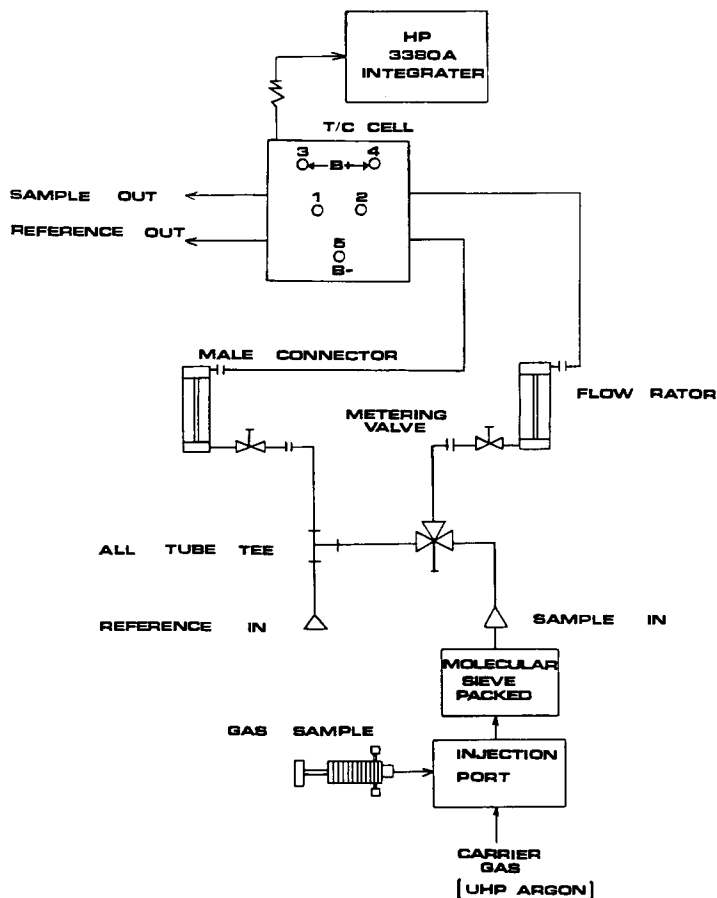 HP
3380A
INTEGRATER
T/C CELL
3 4
B+
1 2
5
B-
SAMPLE OUT
REFERENCE OUT
MALE CONNECTOR
FLOW RATOR
METERING
VALVE
ALL TUBE TEE
REFERENCE IN
SAMPLE IN
MOLECULAR
SIEVE
PACKED
GAS SAMPLE
INJECTION
PORT
CARRIER
GAS
[UHP ARGON]